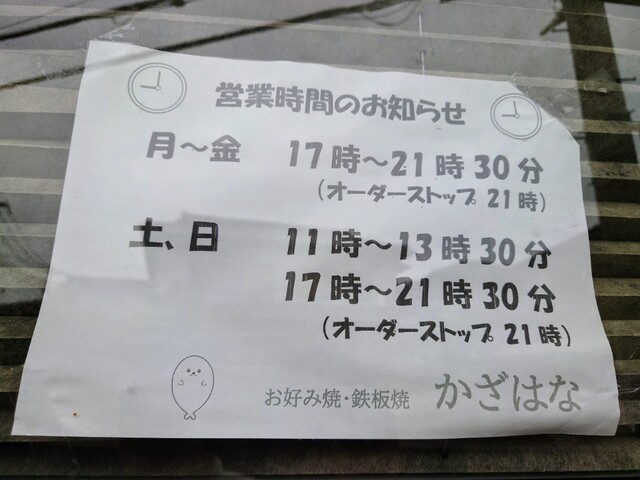 営業時間のお知らせ
月～金 17時～21時30分
(オーダーストップ 21時)
土、日 11時～13時30分
17時～21時30分
(オーダーストップ 21時)
お好み焼・鉄板焼 かざはな